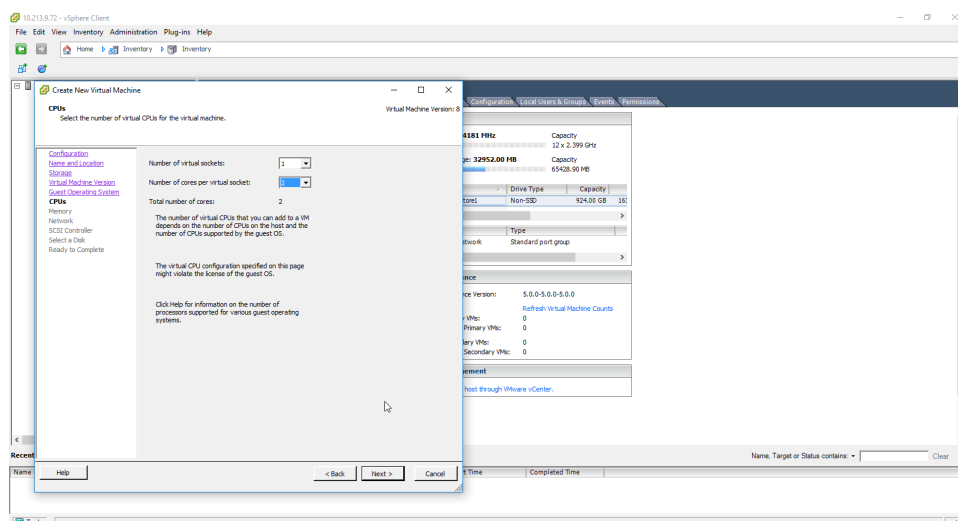 10.213.9.72 - vSphere Client
File Edit View Inventory Administration Plug-ins Help
Home Inventory Inventory
Create New Virtual Machine
CPUs
Select the number of virtual CPUs for the virtual machine.
Virtual Machine Version: 8
Configuration
Name and Location
Storage
Virtual Machine Version
Guest Operating System
CPUs
Memory
Network
SCSI Controller
Select a Disk
Ready to Complete
Number of virtual sockets: 1
Number of cores per virtual socket: 2
Total number of cores: 2
The number of virtual CPUs that you can add to a VM
depends on the number of CPUs on the host and the
number of CPUs supported by the guest OS.
The virtual CPU configuration specified on this page
might violate the license of the guest OS.
Click Help for information on the number of
processors supported for various guest operating
systems.
Help
< Back Next > Cancel
Configuration Local Users & Groups Events Permissions
4181 MHz Capacity
12 x 2.399 GHz
ge: 32952.00 MB Capacity
65428.90 MB
Drive Type Capacity
tore1 Non-SSD 924.00 GB 163
Type
etwork Standard port group
nce
nce Version: 5.0.0-5.0.0-5.0.0
Refresh Virtual Machine Counts
y VMs: 0
Primary VMs: 0
dary VMs: 0
Secondary VMs: 0
ement
host through VMware vCenter.
Recent
Name, Target or Status contains: Clear
Name
t Time Completed Time